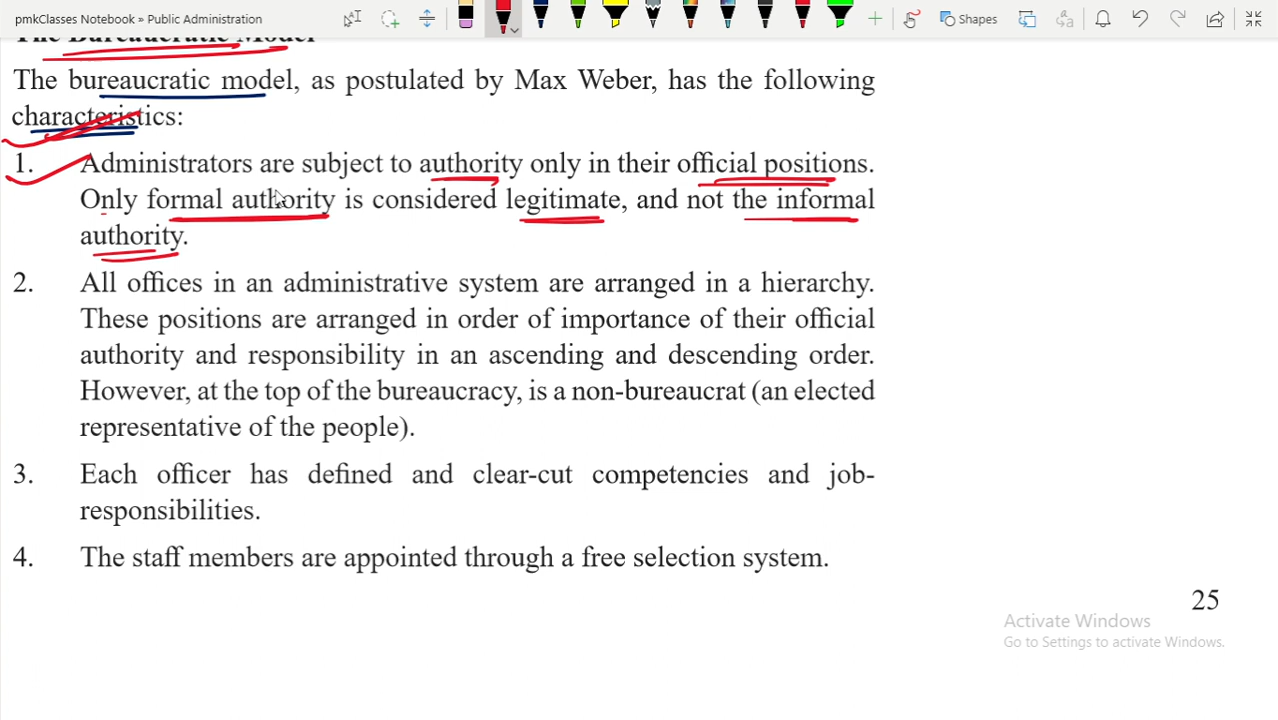 pmkClasses Notebook » Public Administration
Shapes
The Bureaucratic Model
The bureaucratic model, as postulated by Max Weber, has the following
characteristics:
1. Administrators are subject to authority only in their official positions.
Only formal authority is considered legitimate, and not the informal
authority.
2. All offices in an administrative system are arranged in a hierarchy.
These positions are arranged in order of importance of their official
authority and responsibility in an ascending and descending order.
However, at the top of the bureaucracy, is a non-bureaucrat (an elected
representative of the people).
3. Each officer has defined and clear-cut competencies and job-
responsibilities.
4. The staff members are appointed through a free selection system.
25
Activate Windows
Go to Settings to activate Windows.